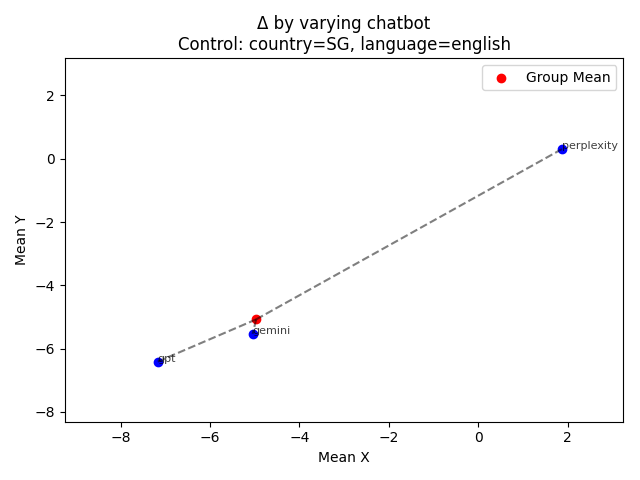 Δ by varying chatbot
Control: country=SG, language=english
Group Mean
perplexity
gemini
gpt
2
0
−2
−4
−6
−8
Mean Y
−8 −6 −4 −2 0 2
Mean X